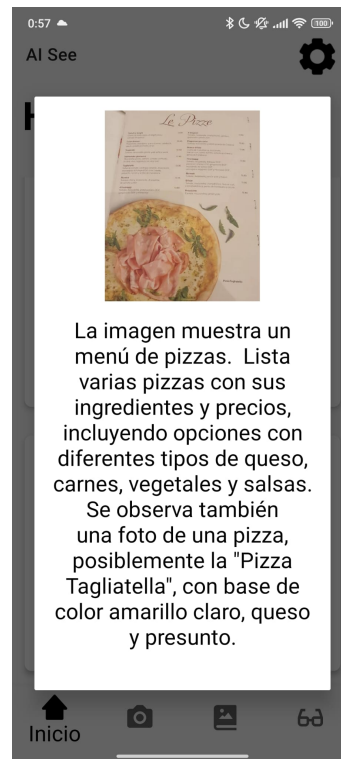 0:57
100
AI See
H
Le Pizze
La imagen muestra un
menú de pizzas. Lista
varias pizzas con sus
ingredientes y precios,
incluyendo opciones con
diferentes tipos de queso,
carnes, vegetales y salsas.
Se observa también
una foto de una pizza,
posiblemente la "Pizza
Tagliatella", con base de
color amarillo claro, queso
y presunto.
Inicio